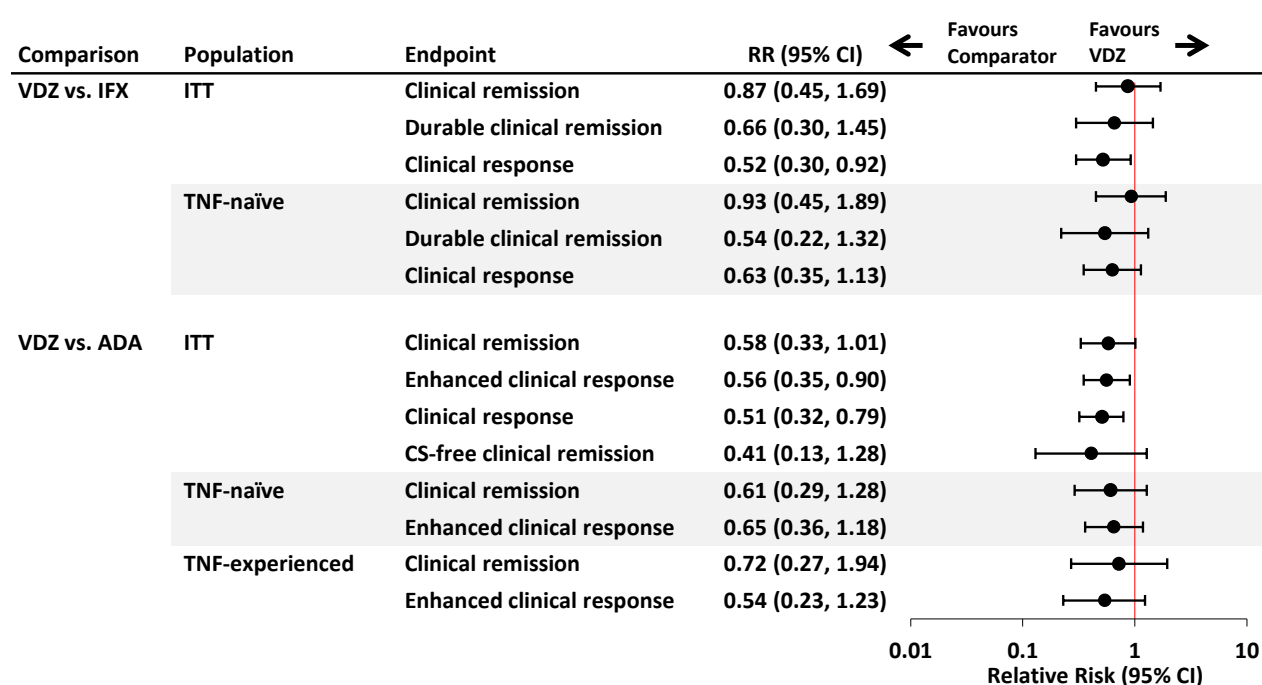 Favours Favours
Comparison Population Endpoint RR (95% CI) Comparator VDZ
VDZ vs. IFX ITT Clinical remission 0.87 (0.45, 1.69)
Durable clinical remission 0.66 (0.30, 1.45)
Clinical response 0.52 (0.30, 0.92)
TNF-naïve Clinical remission 0.93 (0.45, 1.89)
Durable clinical remission 0.54 (0.22, 1.32)
Clinical response 0.63 (0.35, 1.13)
VDZ vs. ADA ITT Clinical remission 0.58 (0.33, 1.01)
Enhanced clinical response 0.56 (0.35, 0.90)
Clinical response 0.51 (0.32, 0.79)
CS-free clinical remission 0.41 (0.13, 1.28)
TNF-naïve Clinical remission 0.61 (0.29, 1.28)
Enhanced clinical response 0.65 (0.36, 1.18)
TNF-experienced Clinical remission 0.72 (0.27, 1.94)
Enhanced clinical response 0.54 (0.23, 1.23)
0.01 0.1 1 10
Relative Risk (95% CI)